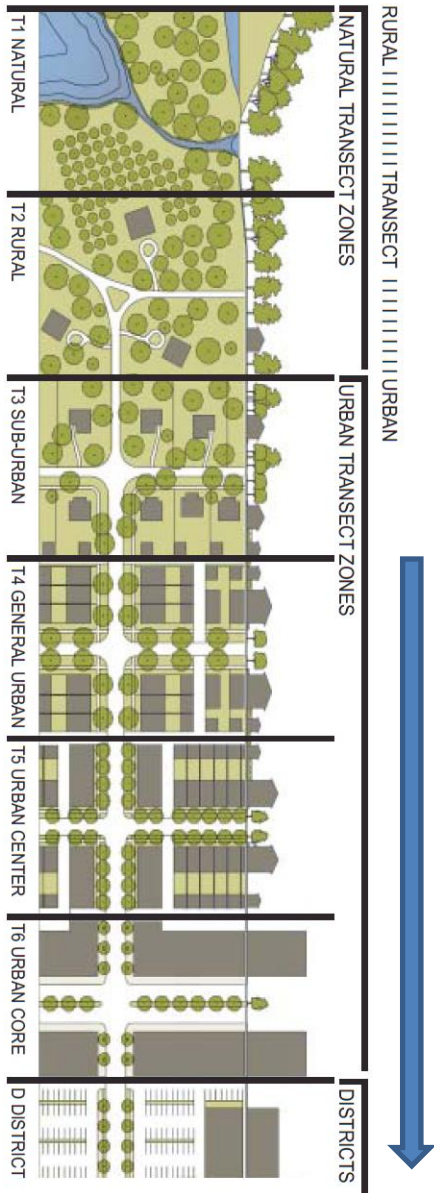 RURAL | | | | | | | | | | TRANSECT | | | | | | | | | | URBAN
NATURAL TRANSECT ZONES
URBAN TRANSECT ZONES
DISTRICTS
T1 NATURAL
T2 RURAL
T3 SUB-URBAN
T4 GENERAL URBAN
T5 URBAN CENTER
T6 URBAN CORE
D DISTRICT